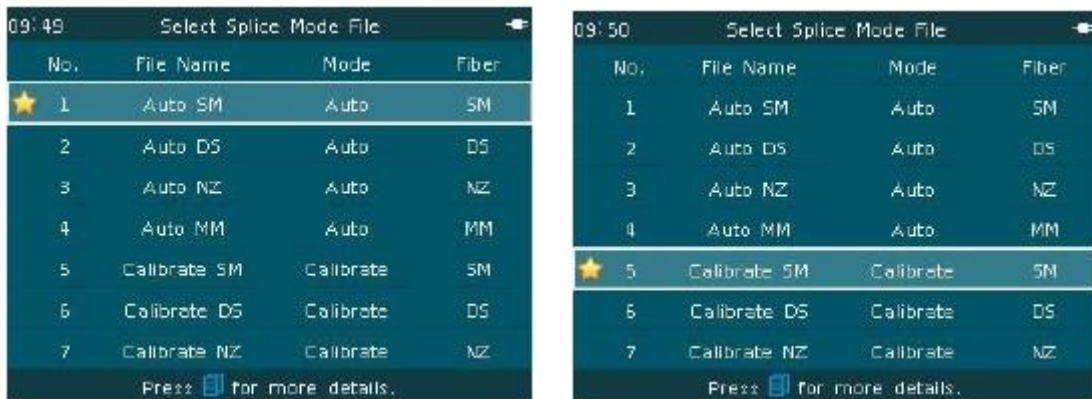 09:49 Select Splice Mode File
No. File Name Mode Fiber
1 Auto SM Auto SM
2 Auto DS Auto DS
3 Auto NZ Auto NZ
4 Auto MM Auto MM
5 Calibrate SM Calibrate SM
6 Calibrate DS Calibrate DS
7 Calibrate NZ Calibrate NZ
Press for more details.
09:50 Select Splice Mode File
No. File Name Mode Fiber
1 Auto SM Auto SM
2 Auto DS Auto DS
3 Auto NZ Auto NZ
4 Auto MM Auto MM
5 Calibrate SM Calibrate SM
6 Calibrate DS Calibrate DS
7 Calibrate NZ Calibrate NZ
Press for more details.